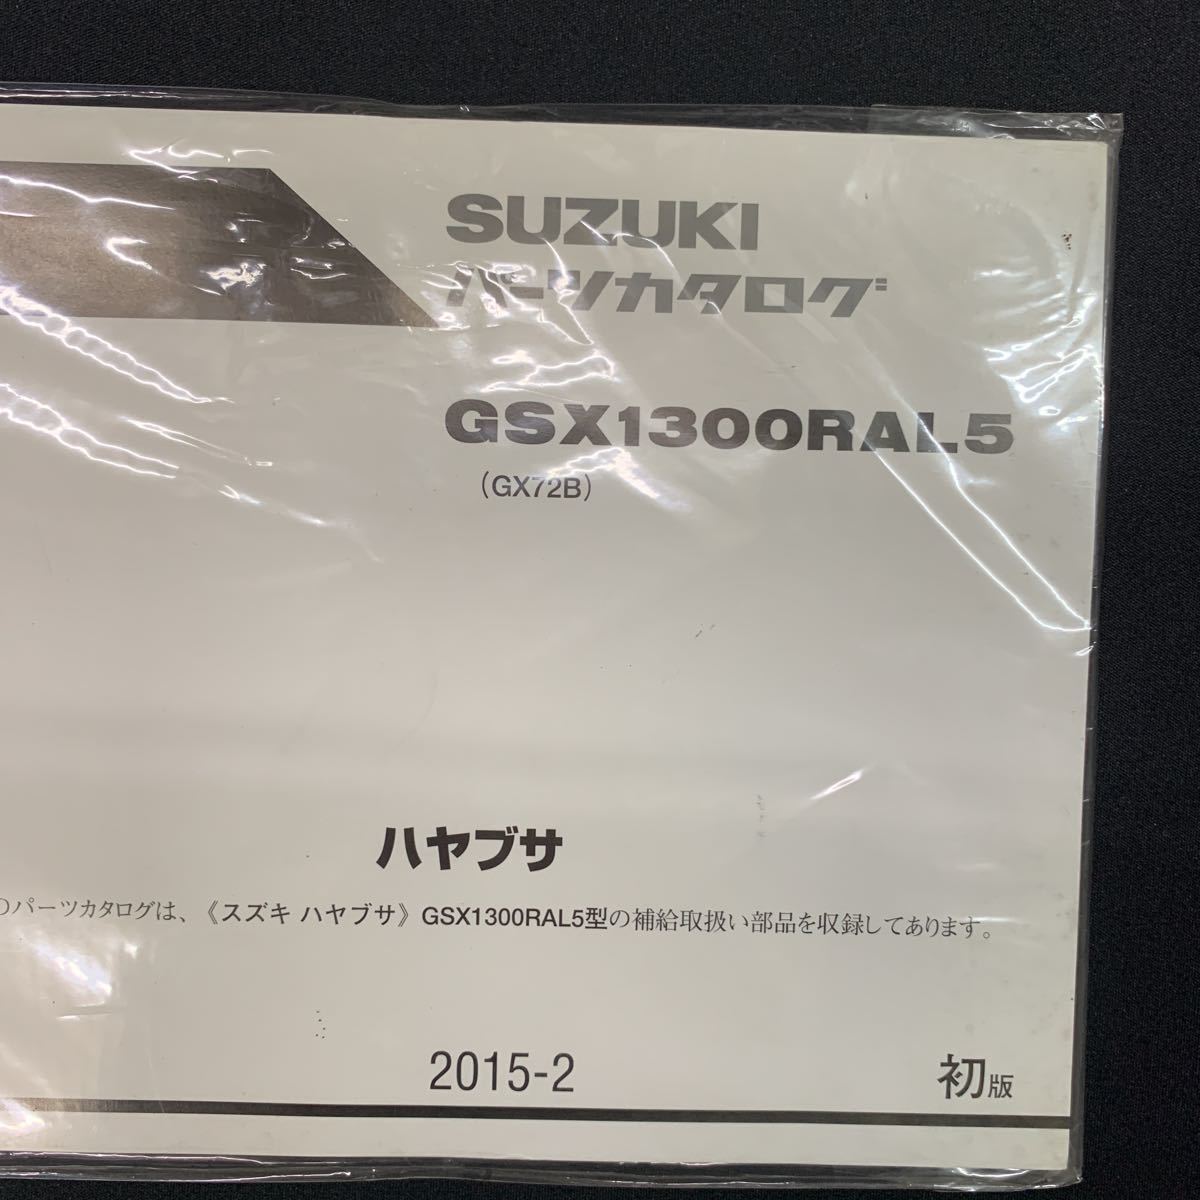 SUZUKI
パーツカタログ
GSX1300RAL5
(GX72B)
ハヤブサ
のパーツカタログは、《スズキ ハヤブサ》GSX1300RAL5型の補給取扱い部品を収録してあります。
2015-2
初版